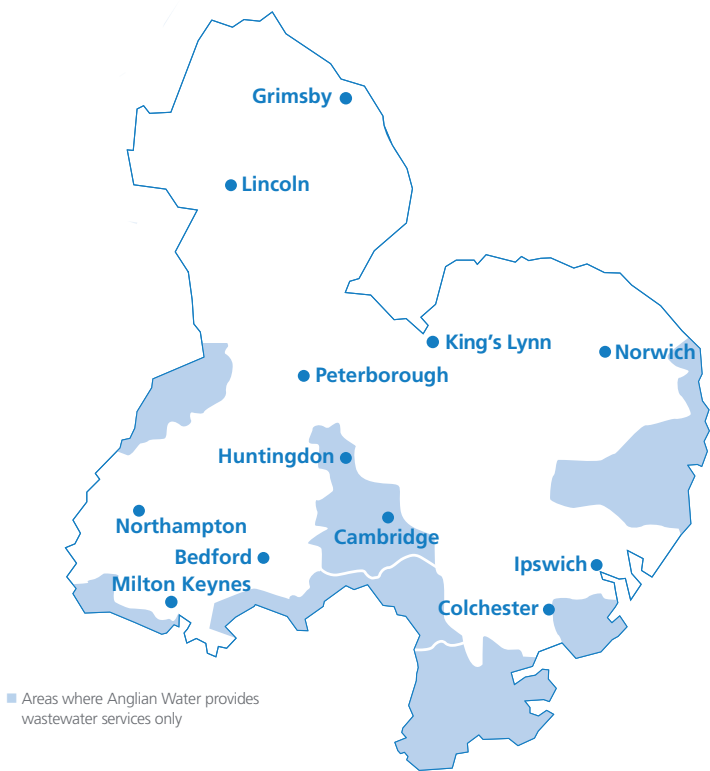 Grimsby
Lincoln
King’s Lynn
Norwich
Peterborough
Huntingdon
Northampton
Cambridge
Bedford
Ipswich
Milton Keynes
Colchester
Areas where Anglian Water provides
wastewater services only